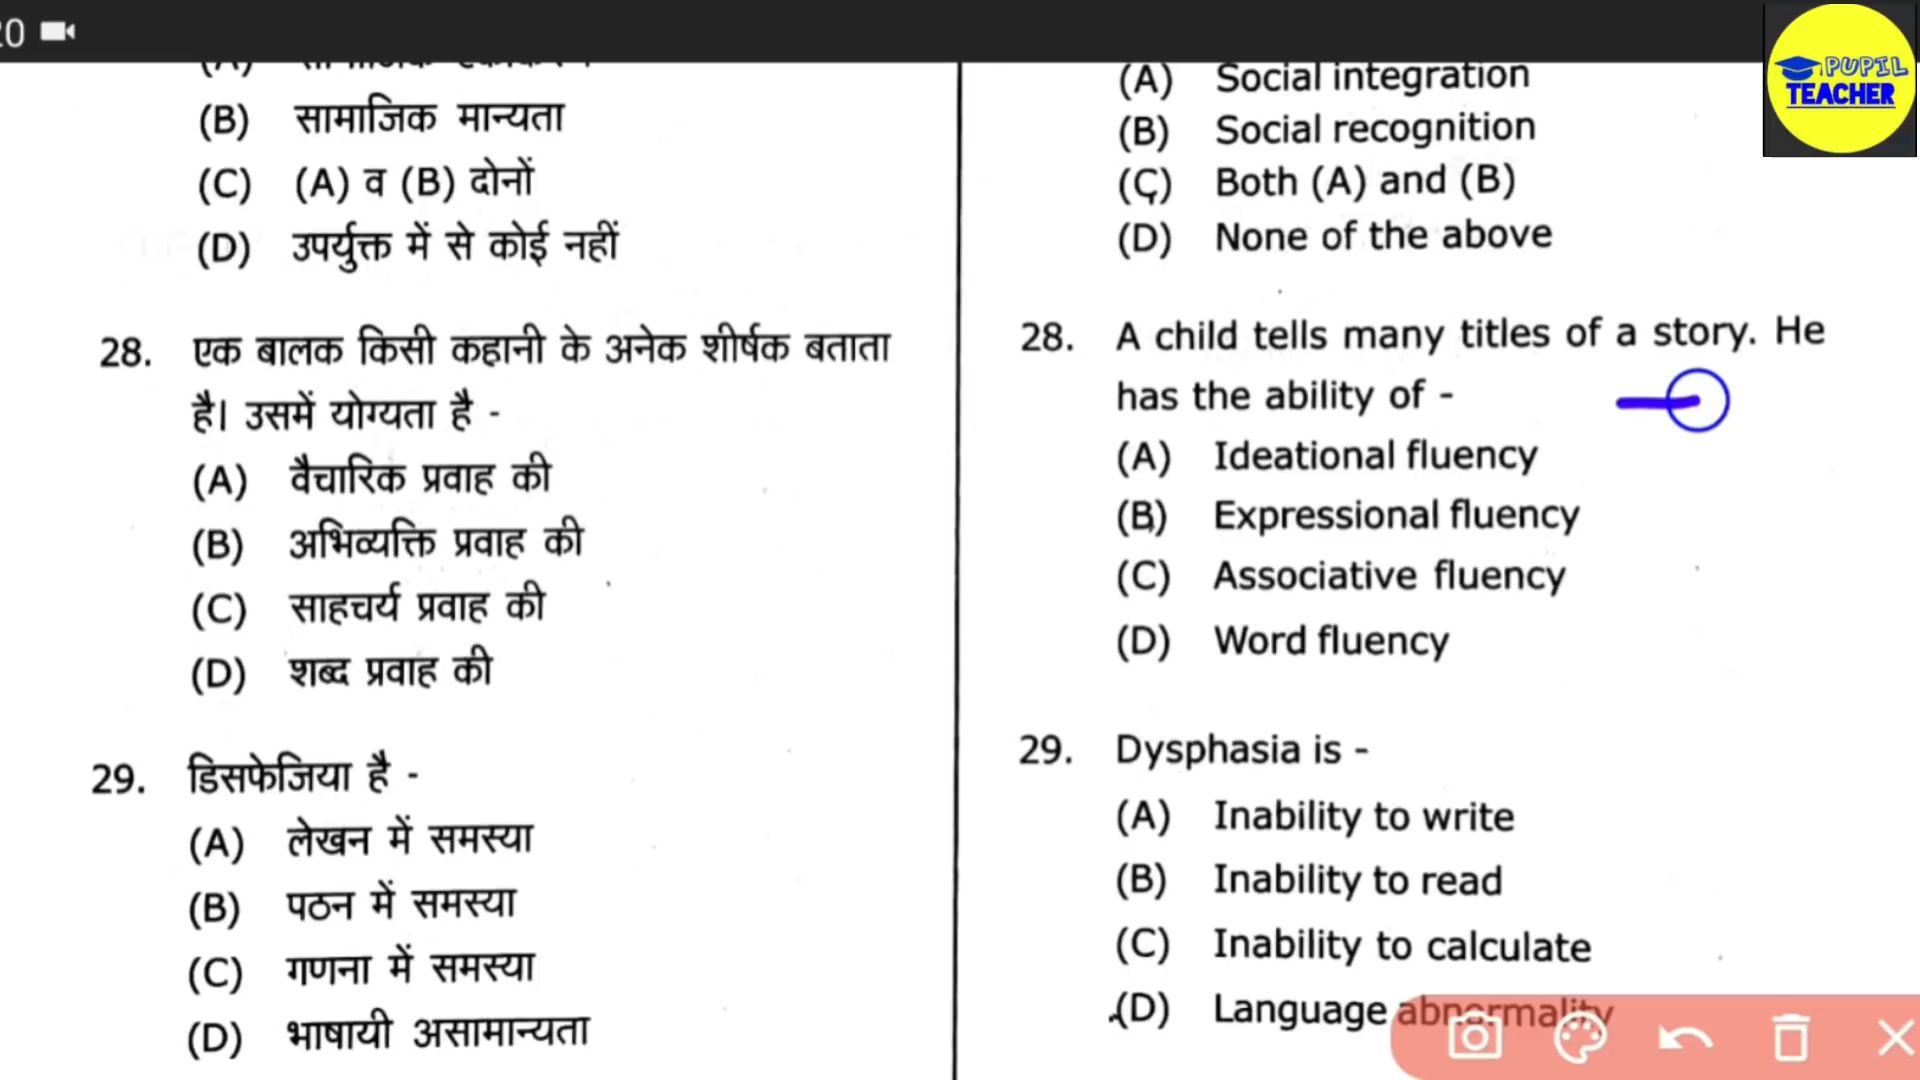 20
PUPIL
TEACHER
(B) सामाजिक मान्यता
(C) (A) व (B) दोनों
(D) उपर्युक्त में से कोई नहीं
28. एक बालक किसी कहानी के अनेक शीर्षक बताता
है। उसमें योग्यता है -
(A) वैचारिक प्रवाह की
(B) अभिव्यक्ति प्रवाह की
(C) साहचर्य प्रवाह की
(D) शब्द प्रवाह की
29. डिसफेजिया है -
(A) लेखन में समस्या
(B) पठन में समस्या
(C) गणना में समस्या
(D) भाषायी असामान्यता
(A) Social integration
(B) Social recognition
(C) Both (A) and (B)
(D) None of the above
28. A child tells many titles of a story. He
has the ability of -
(A) Ideational fluency
(B) Expressional fluency
(C) Associative fluency
(D) Word fluency
29. Dysphasia is -
(A) Inability to write
(B) Inability to read
(C) Inability to calculate
(D) Language abnormality